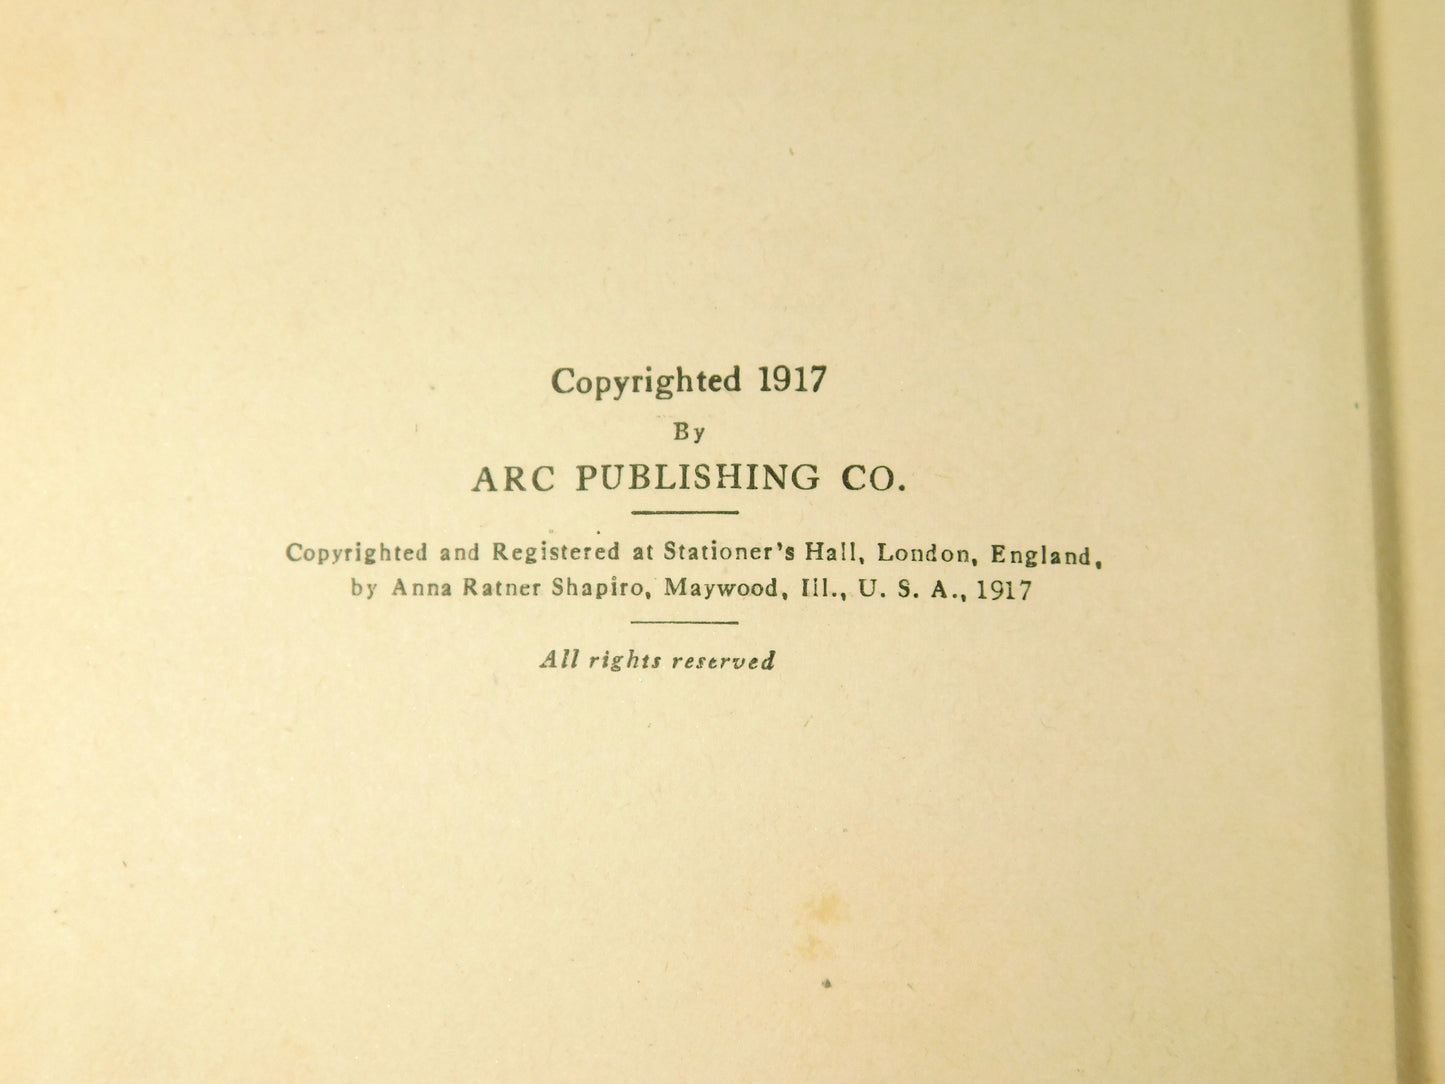 Copyrighted 1917
By
ARC PUBLISHING CO.
Copyrighted and Registered at Stationer's Hall, London, England,
by Anna Ratner Shapiro, Maywood, Ill., U. S. A., 1917
All rights reserved